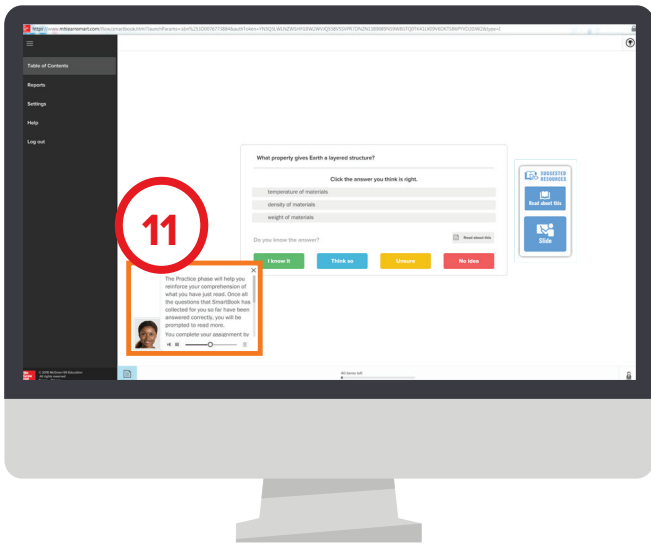 Table of Contents
Reports
Settings
Help
Log out
What property gives Earth a layered structure?
Click the answer you think is right.
temperature of materials
density of materials
weight of materials
Do you know the answer?
Read about this
I know it
Think so
Unsure
No idea
SUGGESTED
RESOURCES
Read about this
Slide
11
The Practice phase will help you
reinforce your comprehension of
what you have just read. Once all
the questions that SmartBook has
collected for you so far have been
answered correctly, you will be
prompted to read more.
You complete your assignment by
All rights reserved